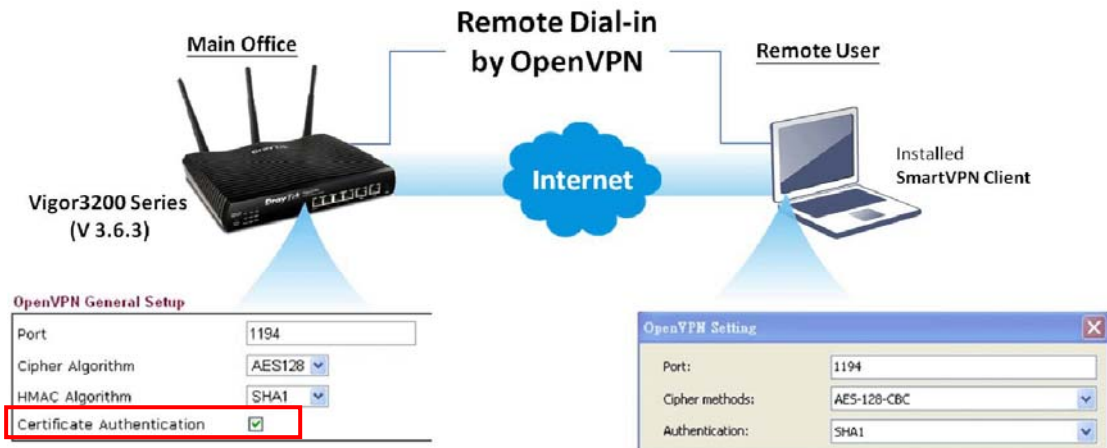 Remote Dial-in
by OpenVPN
Main Office
Remote User
DrayTek
Internet
Installed
SmartVPN Client
Vigor3200 Series
(V 3.6.3)
OpenVPN General Setup
Port 1194
Cipher Algorithm AES128
HMAC Algorithm SHA1
Certificate Authentication
OpenVPN Setting
Port: 1194
Cipher methods: AES-128-CBC
Authentication: SHA1